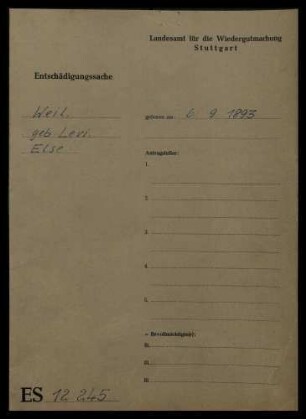 Landesamt für die Wiedergutmachung
Stuttgart
Entschädigungssache
Weil
geb. Levi
Else
geboren am 6. 9. 1893
Antragsteller:
1.
2.
3.
4.
5.
Bevollmächtigte(r):
ES 12 245